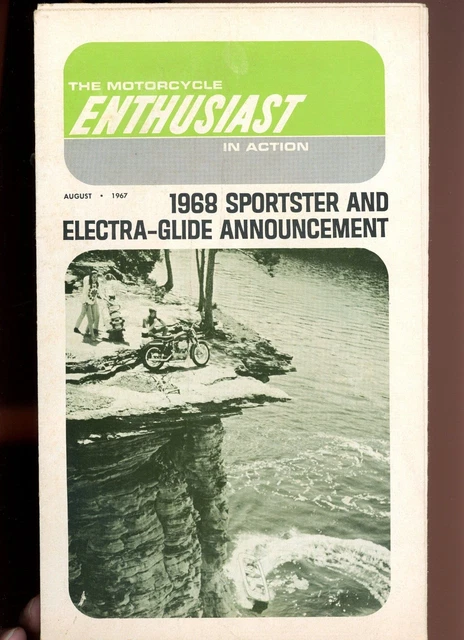 THE MOTORCYCLE
ENTHUSIAST
IN ACTION
AUGUST • 1967
1968 SPORTSTER AND
ELECTRA-GLIDE ANNOUNCEMENT